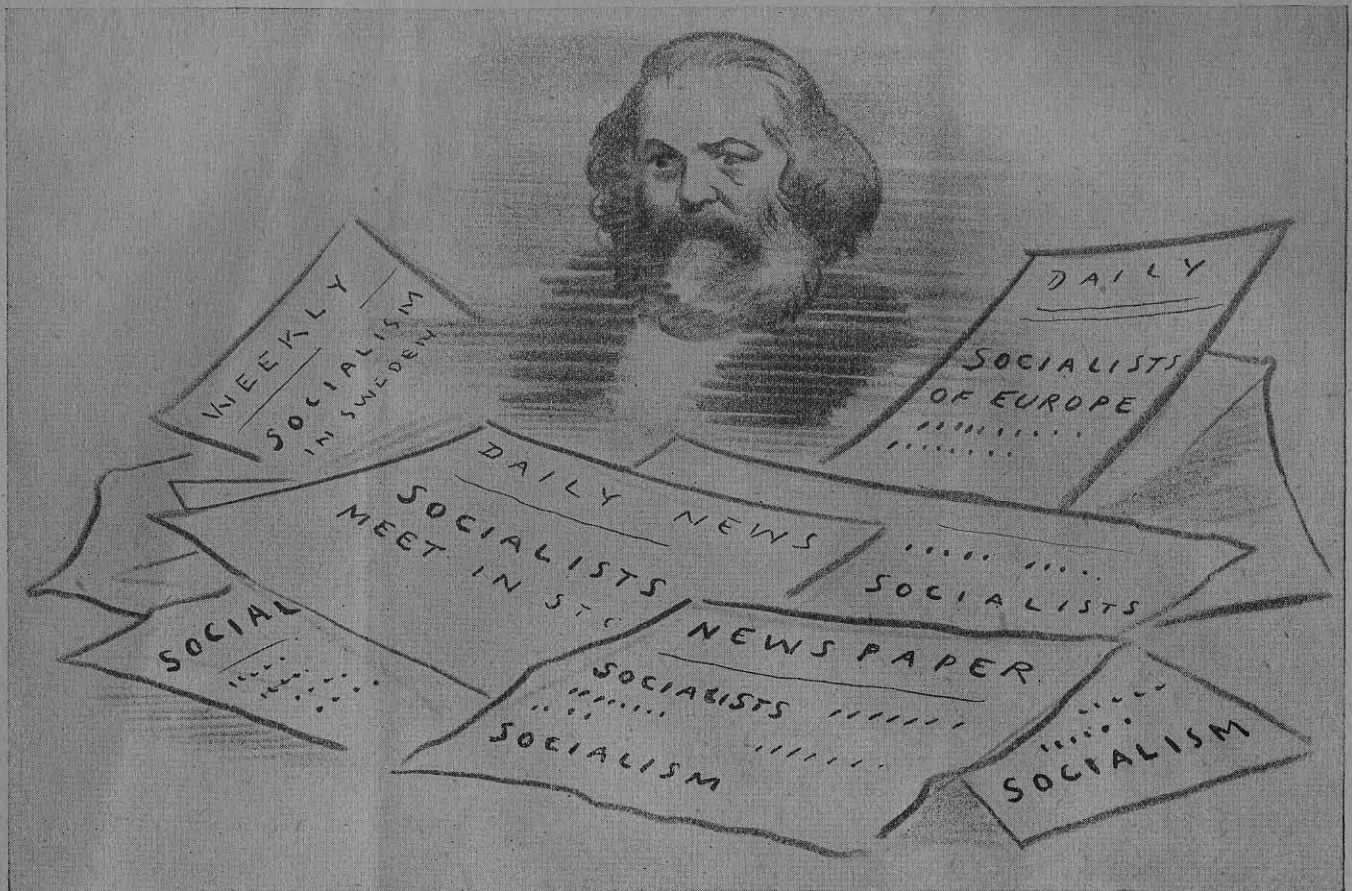 WEEKLY
SOCIALISM
IN SWEDEN
DAILY
SOCIALISTS
OF EUROPE
DAILY NEWS
SOCIALISTS
MEET IN
SOCIALISTS
SOCIAL
NEWSPAPER
SOCIALISTS
SOCIALISM
SOCIALISM